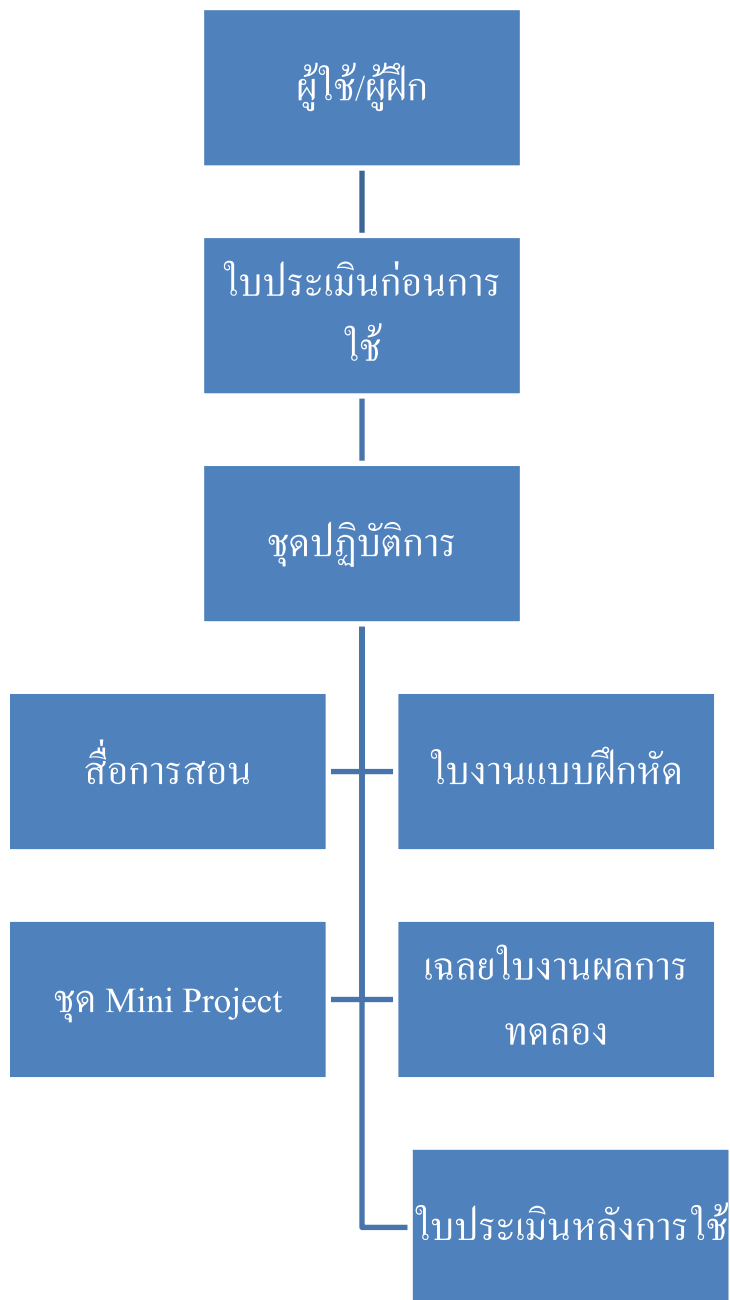 ผู้ใช้/ผู้ฝึก
ใบประเมินก่อนการ
ใช้
ชุดปฏิบัติการ
สื่อการสอน
ใบงานแบบฝึกหัด
ชุด Mini Project
เฉลยใบงานผลการ
ทดลอง
ใบประเมินหลังการใช้